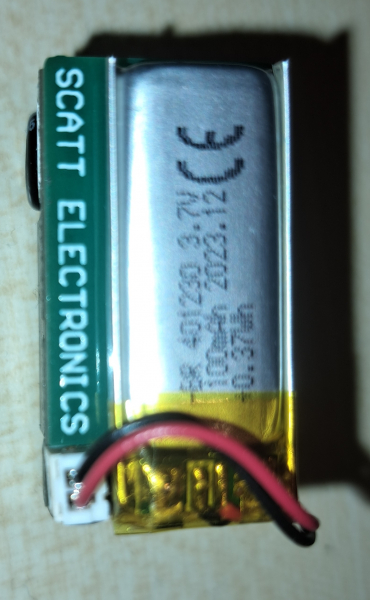 SCATT ELECTRONICS
401230 3.7V
100mAh 2023.12
0.37Wh
CE